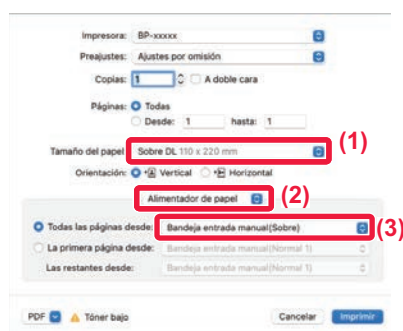 Impresora: BP-xxxxx
Preajustes: Ajustes por omisión
Copias: 1 A doble cara
Páginas: Todas
Desde: 1 hasta: 1
Tamaño del papel: Sobre DL 110 x 220 mm (1)
Orientación: Vertical Horizontal
Alimentador de papel (2)
Todas las páginas desde: Bandeja entrada manual(Sobre) (3)
La primera página desde: Bandeja entrada manual(Normal 1)
Las restantes desde: Bandeja entrada manual(Normal 1)
PDF Tóner bajo Cancelar Imprimir